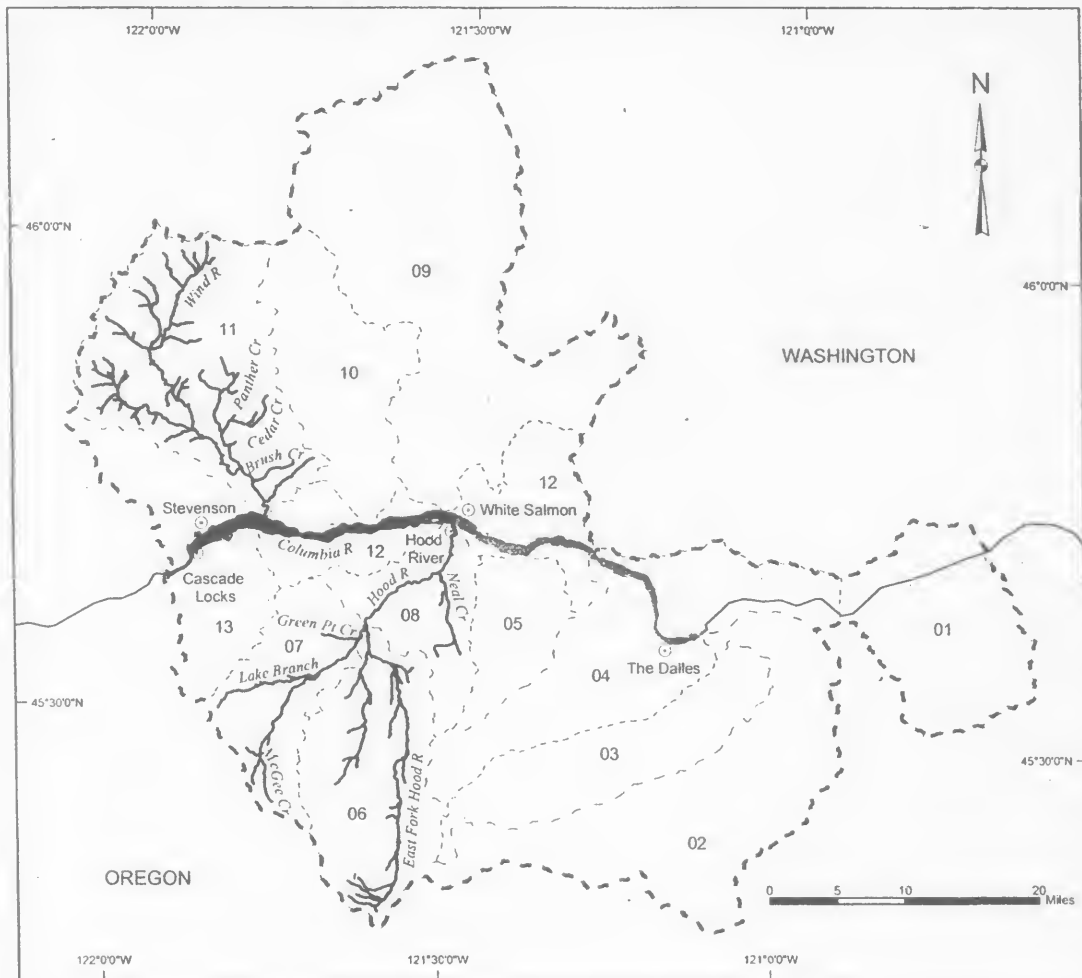 122°0'0"W
121°30'0"W
121°0'0"W
N
46°0'0"N
09
46°0'0"N
Wind R
11
WASHINGTON
10
Panther Cr
Cedar Cr
Brush Cr
12
Stevenson
White Salmon
Columbia R
12
Hood
River
Cascade
Locks
Hood R
Neal Cr
13
Green Pt Cr
08
05
01
07
Lake Branch
The Dalles
04
45°30'0"N
03
45°30'0"N
McGee Cr
06
East Fork Hood R
02
OREGON
0 5 10 20
Miles
122°0'0"W
121°30'0"W
121°0'0"W